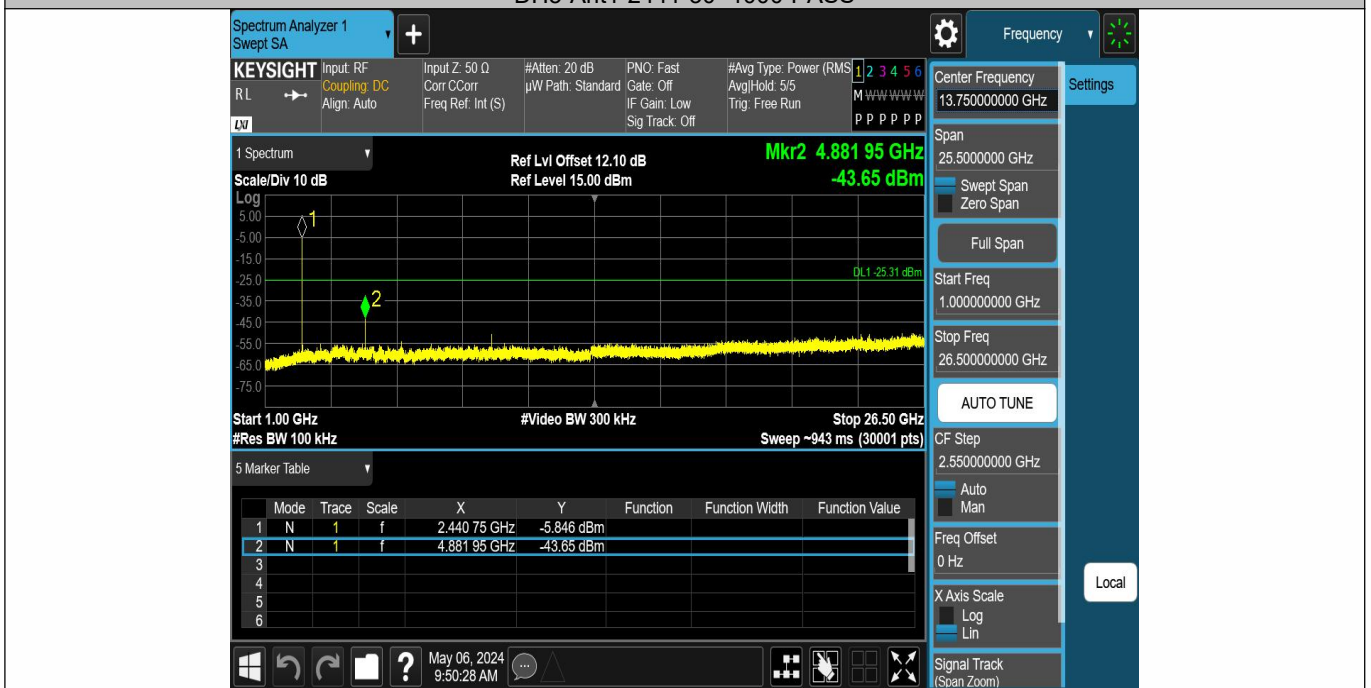 Spectrum Analyzer 1
Swept SA
+
Frequency
KEYSIGHT
RL
LXI
Input: RF
Coupling: DC
Align: Auto
Input Z: 50 Ω
Corr CCorr
Freq Ref: Int (S)
#Atten: 20 dB
µW Path: Standard
PNO: Fast
Gate: Off
IF Gain: Low
Sig Track: Off
#Avg Type: Power (RMS
Avg|Hold: 5/5
Trig: Free Run
1 2 3 4 5 6
M W W W W W
P P P P P P
Center Frequency
13.750000000 GHz
Settings
Span
25.5000000 GHz
Swept Span
Zero Span
Full Span
Start Freq
1.000000000 GHz
Stop Freq
26.500000000 GHz
AUTO TUNE
CF Step
2.550000000 GHz
Auto
Man
Freq Offset
0 Hz
X Axis Scale
Log
Lin
Signal Track
(Span Zoom)
Local
1 Spectrum
Scale/Div 10 dB
Ref Lvl Offset 12.10 dB
Ref Level 15.00 dBm
Mkr2 4.881 95 GHz
-43.65 dBm
Log
5.00
-5.00
-15.0
-25.0
-35.0
-45.0
-55.0
-65.0
-75.0
1
2
DL1 -25.31 dBm
Start 1.00 GHz
#Video BW 300 kHz
Stop 26.50 GHz
#Res BW 100 kHz
Sweep ~943 ms (30001 pts)
5 Marker Table
Mode Trace Scale X Y Function Function Width Function Value
1 N 1 f 2.440 75 GHz -5.846 dBm
2 N 1 f 4.881 95 GHz -43.65 dBm
3
4
5
6
?
May 06, 2024
9:50:28 AM